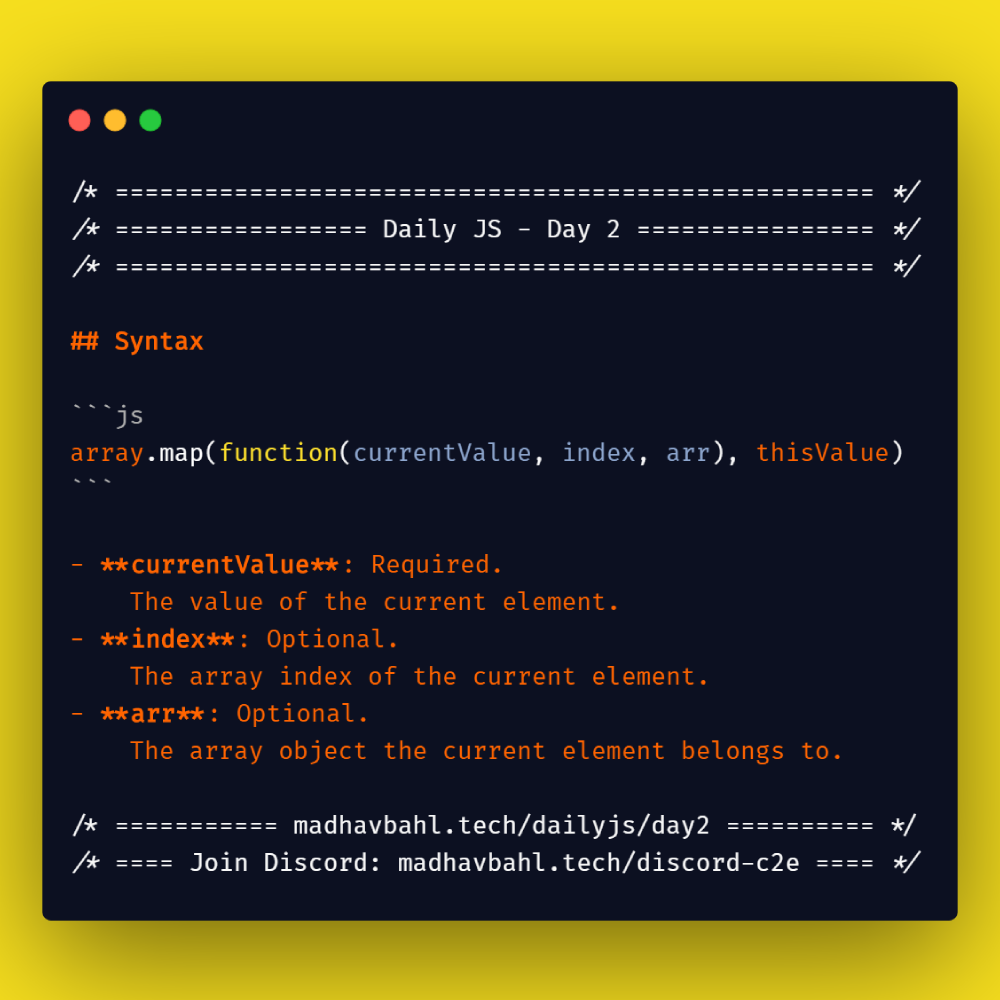 /* =================================================== */
/* ================= Daily JS - Day 2 ================ */
/* =================================================== */
## Syntax
```js
array.map(function(currentValue, index, arr), thisValue)
```
- **currentValue**: Required.
The value of the current element.
- **index**: Optional.
The array index of the current element.
- **arr**: Optional.
The array object the current element belongs to.
/* =========== madhavbahl.tech/dailyjs/day2 ========== */
/* ==== Join Discord: madhavbahl.tech/discord-c2e ==== */